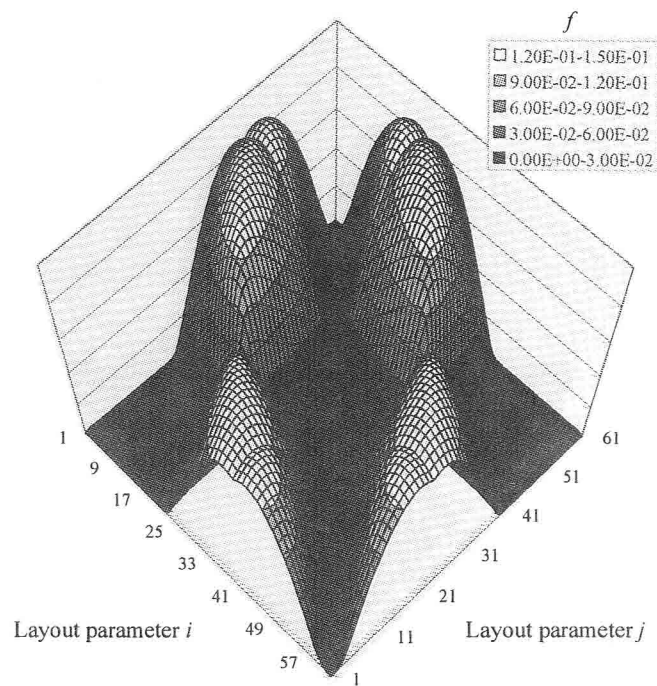 f
1.20E-01-1.50E-01
9.00E-02-1.20E-01
6.00E-02-9.00E-02
3.00E-02-6.00E-02
0.00E+00-3.00E-02
1
9
17
25
33
41
49
57
Layout parameter i
61
51
41
31
21
11
1
Layout parameter j